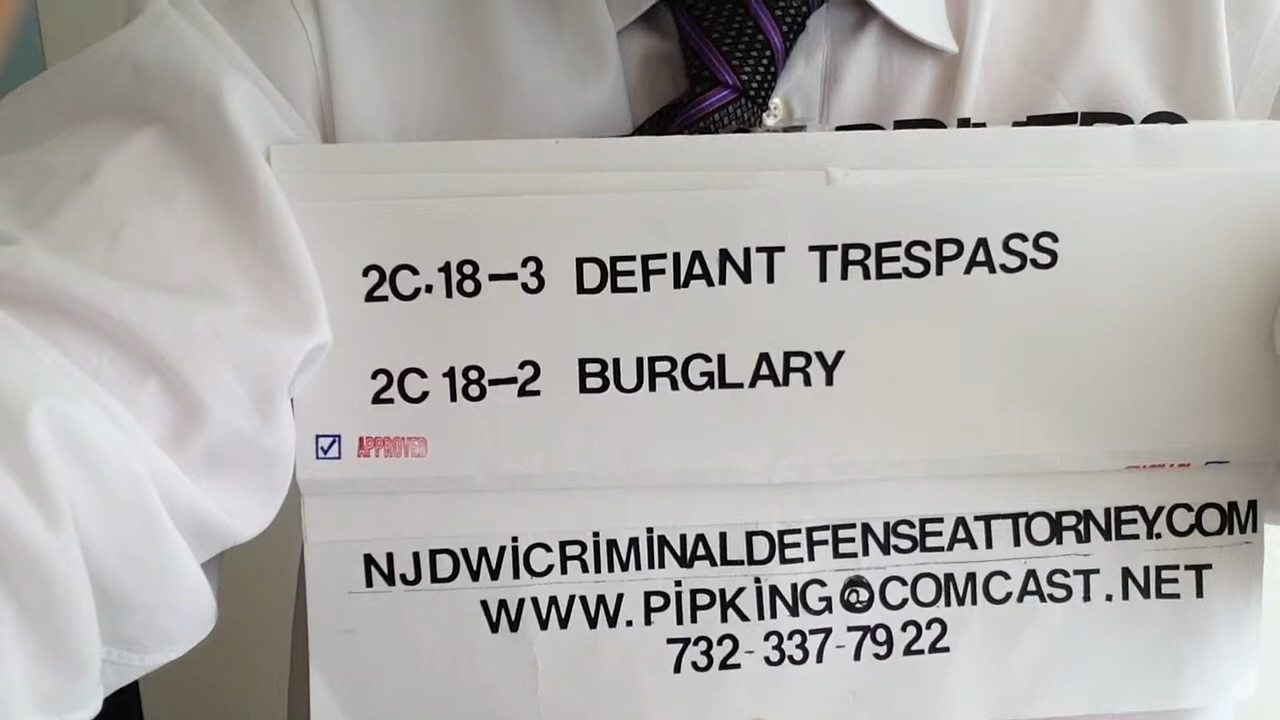 2C.18-3 DEFIANT TRESPASS
2C 18-2 BURGLARY
APPROVED
NJDWiCRiMiNALDEFENSEATTORNEY.COM
WWW.PiPKiNG@COMCAST.NET
732-337-7922